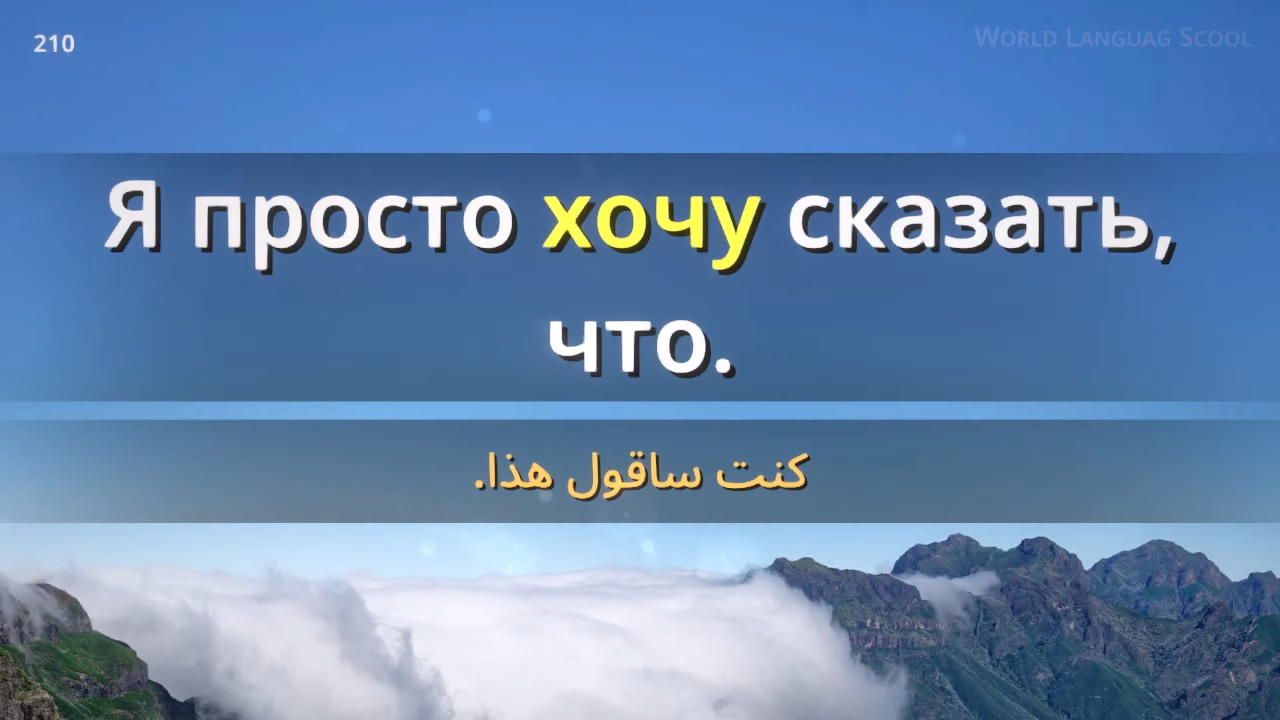 210
WORLD LANGUAG SCOOL
Я просто хочу сказать,
что.
كنت ساقول هذا.